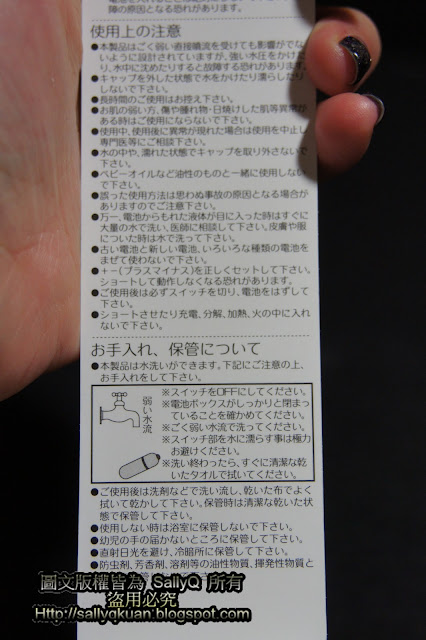 障の原因となる恐れがあります。
使用上の注意
●本製品はごく弱い直接噴流を受けても影響がでな
いように設計されていますが、強い水圧をかけた
り、水中に沈めたりすると故障する恐れがあります。
●キャップを外した状態で水をかけたり濡らしたり
しないで下さい。
●長時間のご使用はお控え下さい。
●お肌の弱い方、傷や腫れ物・日焼けした肌等異常が
ある時はご使用にならないで下さい。
●使用中、使用後に異常が現れた場合は使用を中止し
専門医等にご相談下さい。
●水の中や、濡れた状態でキャップを取り外さないで
下さい。
●ベビーオイルなど油性のものと一緒に使用しない
で下さい。
●誤った使用方法は思わぬ事故の原因となる場合が
ありますのでご注意下さい。
●万一、電池からもれた液体が目に入った時はすぐに
大量の水で洗い、医師に相談して下さい。皮膚や服
についた時は水で洗って下さい。
●古い電池と新しい電池、いろいろな種類の電池を
まぜて使わないで下さい。
●+−(プラスマイナス)を正しくセットして下さい。
ショートして動作しなくなる恐れがあります。
●ご使用後は必ずスイッチを切り、電池をはずして
下さい。
●ショートさせたり充電、分解、加熱、火の中に入れ
ないで下さい。
お手入れ、保管について
●本製品は水洗いができます。下記にご注意の上、
お手入れをして下さい。
弱い水流
※スイッチをOFFにしてください。
※電池ボックスがしっかりと閉まっ
ていることを確かめてください。
※ごく弱い水流で洗ってください。
※スイッチ部を水に濡らす事は極力
お避けください。
※洗い終わったら、すぐに清潔な乾
いたタオルで拭いてください。
●ご使用後は洗剤などで洗い流し、乾いた布でよく
拭いて乾かして下さい。保管時は清潔な乾いた状
態で保管して下さい。
●使用しない時は浴室に保管しないで下さい。
●幼児の手の届かないところに保管して下さい。
●直射日光を避け、冷暗所に保管して下さい。
●防虫剤、芳香剤、溶剤等の油性物質、揮発性物質と
圖文版權皆為 SallyQ 所有
盜用必究
Http://sallyqkuan.blogspot.com